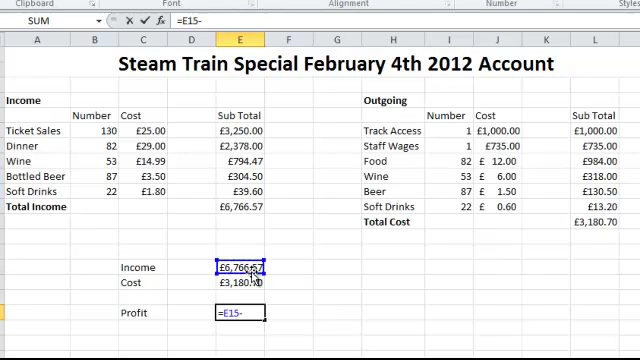 Clipboard Font Alignment Number Styles
SUM =E15-
A B C D E F G H I J K L
Steam Train Special February 4th 2012 Account
Income Outgoing
Number Cost Sub Total Number Cost Sub Total
Ticket Sales 130 £25.00 £3,250.00 Track Access 1 £1,000.00 £1,000.00
Dinner 82 £29.00 £2,378.00 Staff Wages 1 £735.00 £735.00
Wine 53 £14.99 £794.47 Food 82 £ 12.00 £984.00
Bottled Beer 87 £3.50 £304.50 Wine 53 £ 6.00 £318.00
Soft Drinks 22 £1.80 £39.60 Beer 87 £ 1.50 £130.50
Total Income £6,766.57 Soft Drinks 22 £ 0.60 £13.20
Total Cost £3,180.70
Income £6,766.57
Cost £3,180.70
Profit =E15-